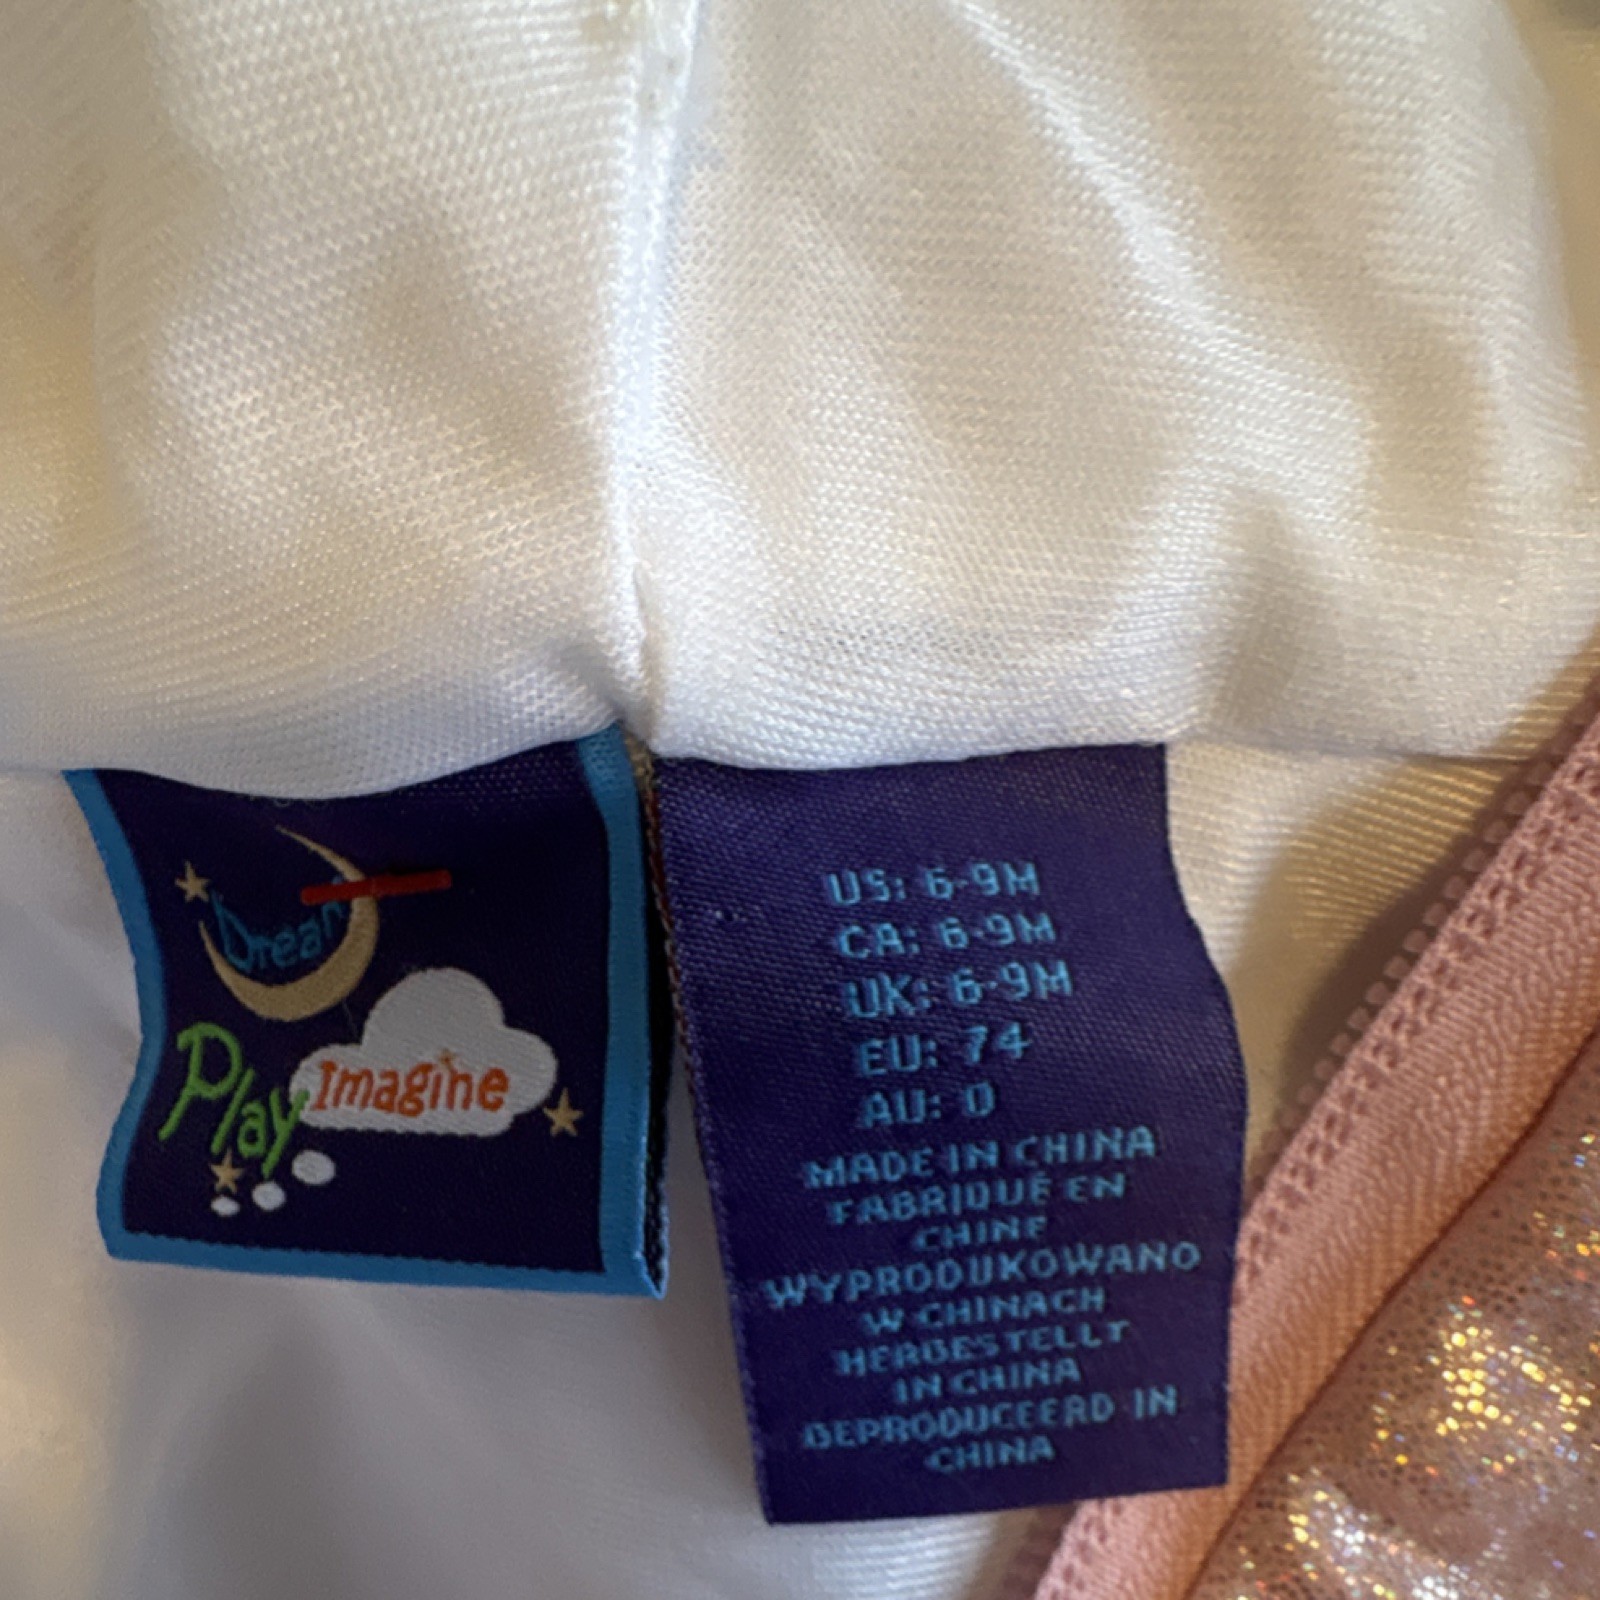 Dream
Play
Imagine
US: 6-9M
CA: 6-9M
UK: 6-9M
EU: 74
AU: 0
MADE IN CHINA
FABRIQUÉ EN
CHINE
WYPRODUKOWANO
W CHINACH
HERGESTELLT
IN CHINA
GEPRODUCEERD IN
CHINA